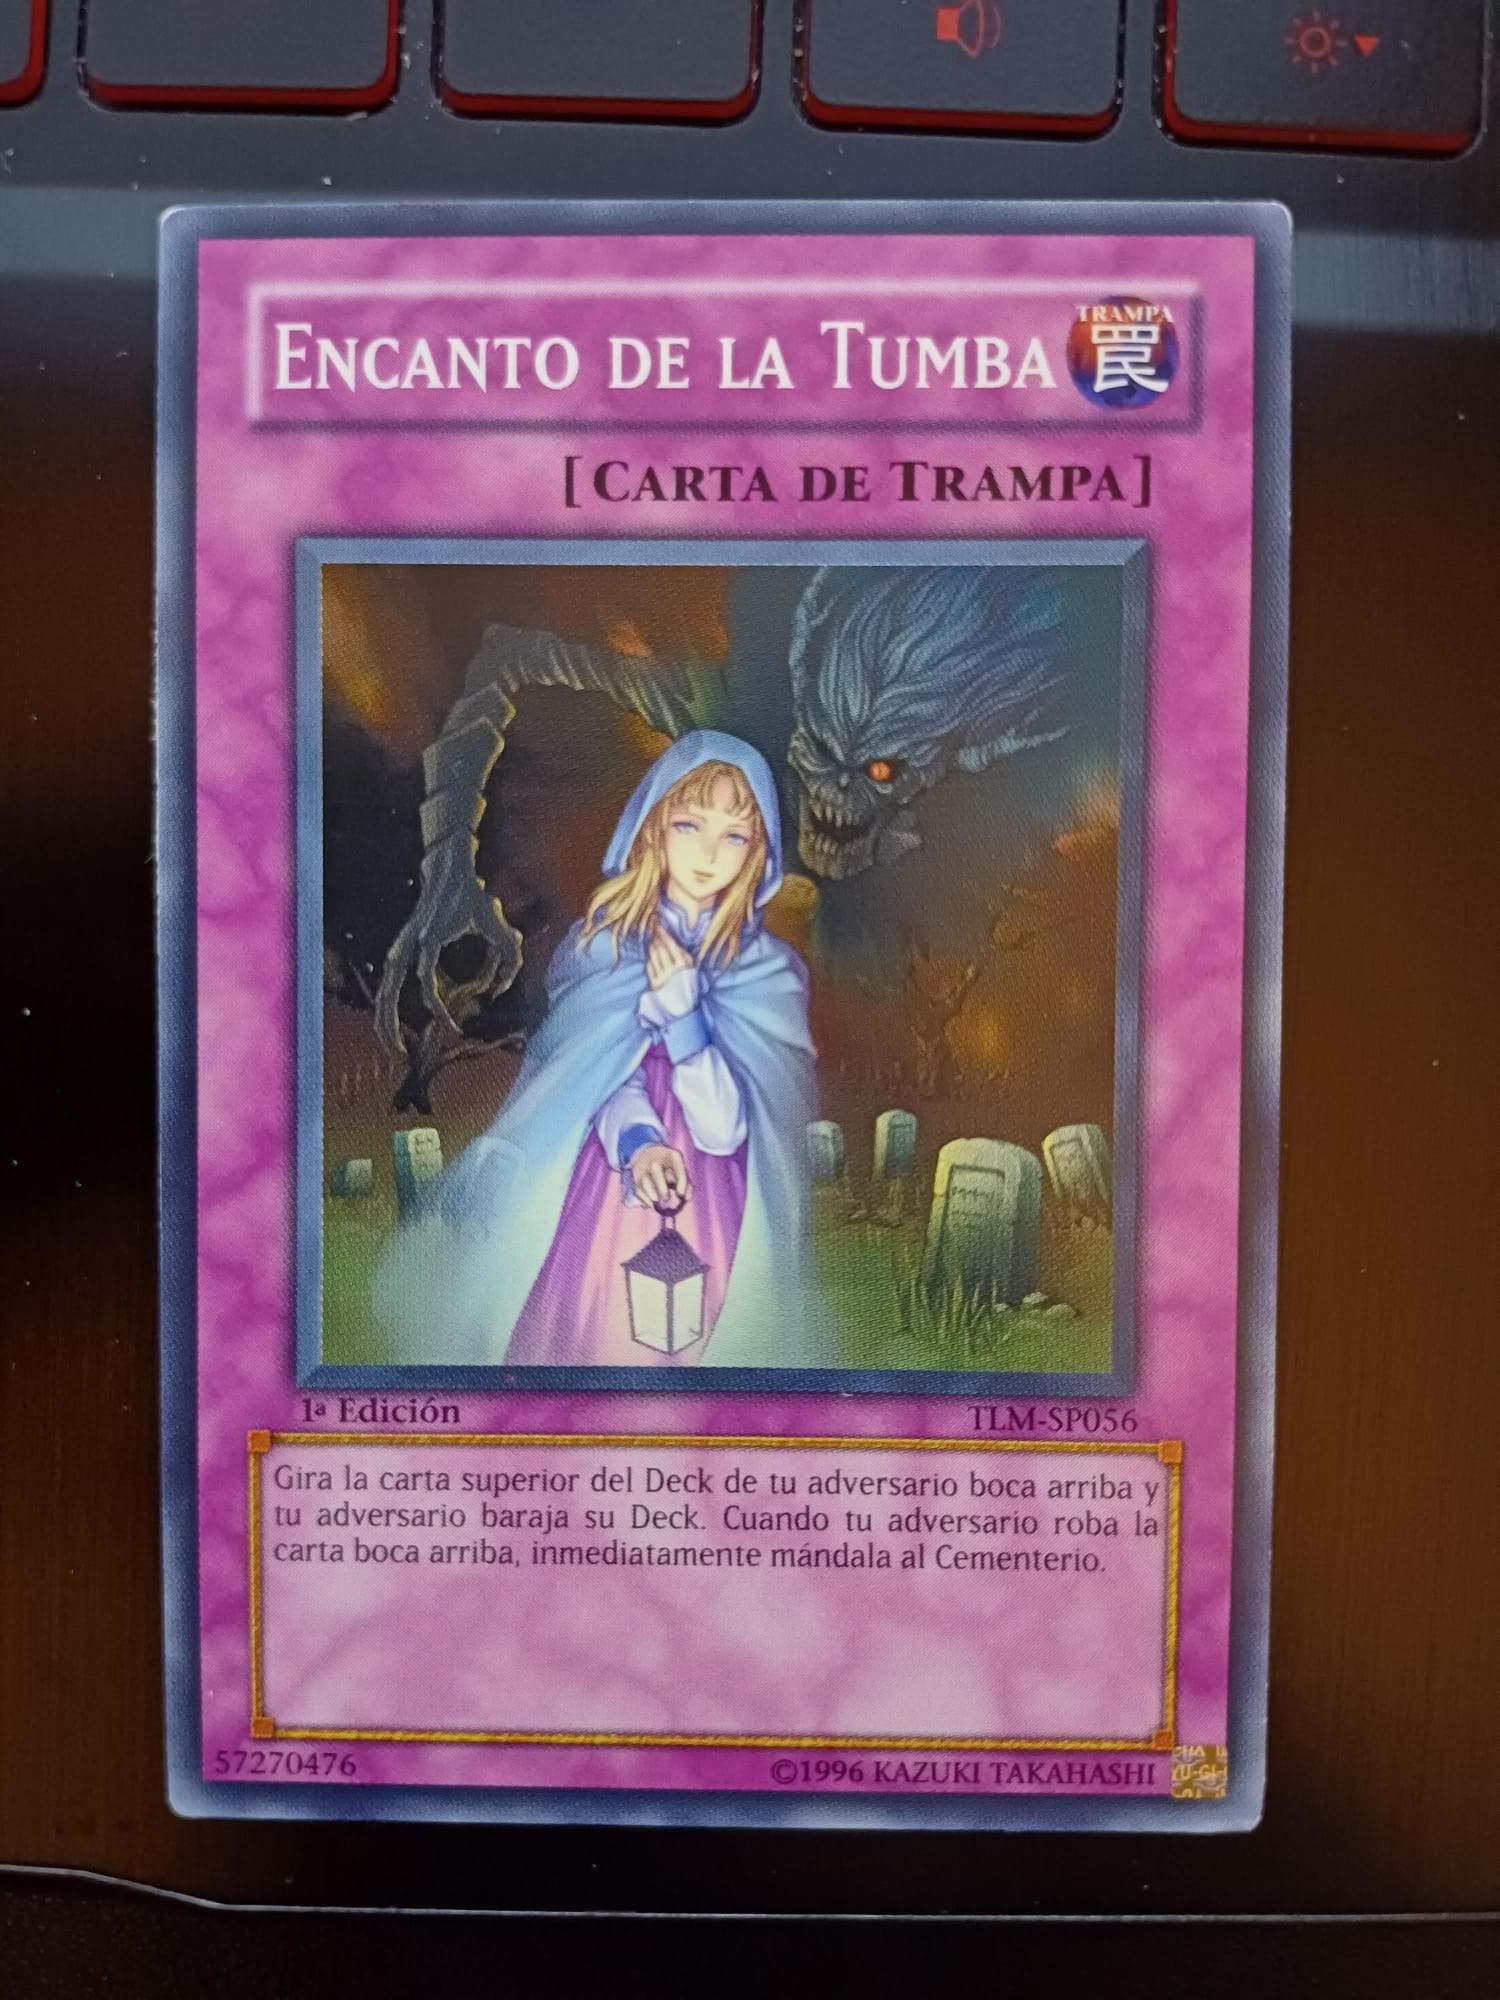 ENCANTO DE LA TUMBA
TRAMPA
罠
[CARTA DE TRAMPA]
1ª Edición
TLM-SP056
Gira la carta superior del Deck de tu adversario boca arriba y
tu adversario baraja su Deck. Cuando tu adversario roba la
carta boca arriba, inmediatamente mándala al Cementerio.
57270476
©1996 KAZUKI TAKAHASHI